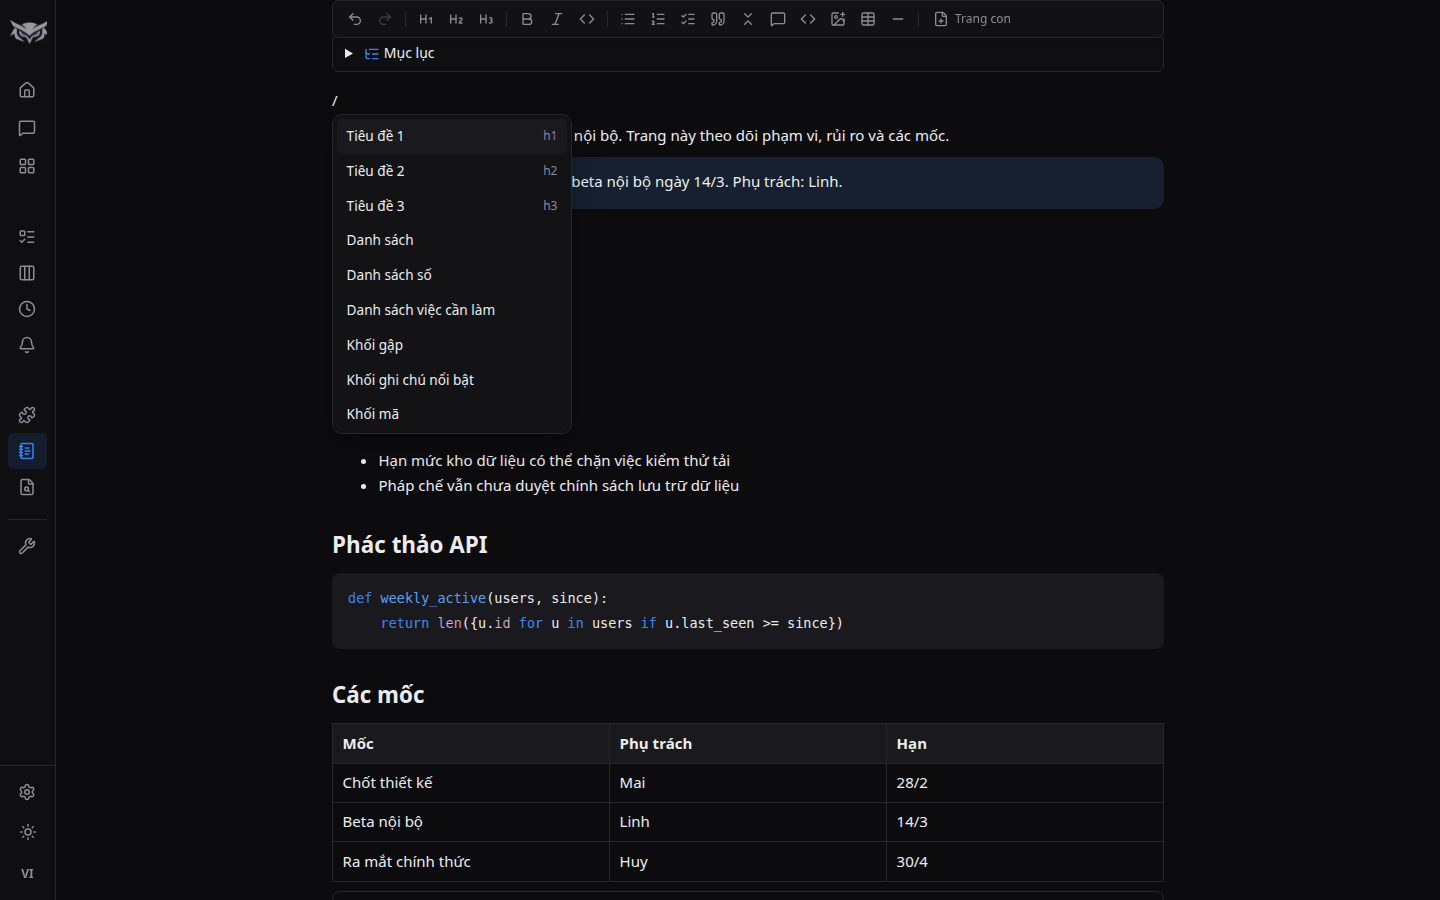 H1 H2 H3 Trang con
Mục lục
/
Tiêu đề 1 h1
nội bộ. Trang này theo dõi phạm vi, rủi ro và các mốc.
Tiêu đề 2 h2
beta nội bộ ngày 14/3. Phụ trách: Linh.
Tiêu đề 3 h3
Danh sách
Danh sách số
Danh sách việc cần làm
Khối gập
Khối ghi chú nổi bật
Khối mã
Hạn mức kho dữ liệu có thể chặn việc kiểm thử tải
Pháp chế vẫn chưa duyệt chính sách lưu trữ dữ liệu
Phác thảo API
def weekly_active(users, since):
return len({u.id for u in users if u.last_seen >= since})
Các mốc
Mốc Phụ trách Hạn
Chốt thiết kế Mai 28/2
Beta nội bộ Linh 14/3
Ra mắt chính thức Huy 30/4
VI